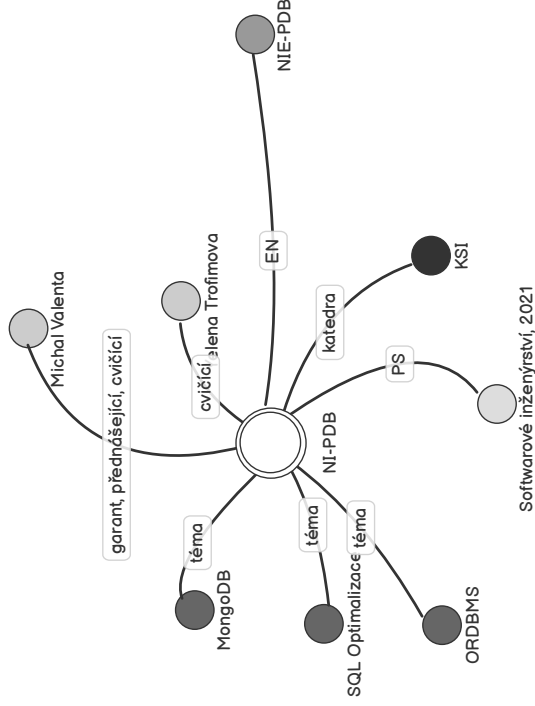 Michal Valenta
garant, přednášející, cvičící
téma
cvičící
elena Trofimova
MongoDB
EN
NIE-PDB
téma
NI-PDB
katedra
SQL Optimalizace
téma
PS
KSI
ORDBMS
Softwarové inženýrství, 2021